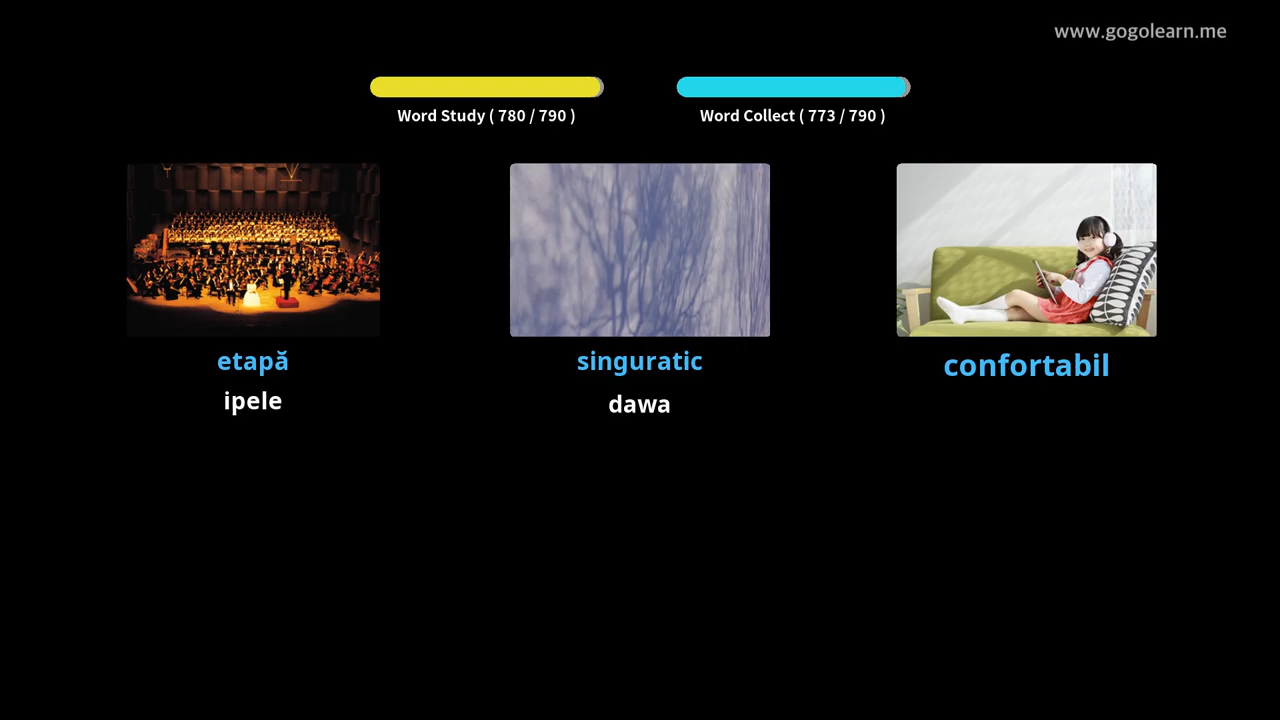 www.gogolearn.me
Word Study ( 780 / 790 )
Word Collect ( 773 / 790 )
etapă
ipele
singuratic
dawa
confortabil